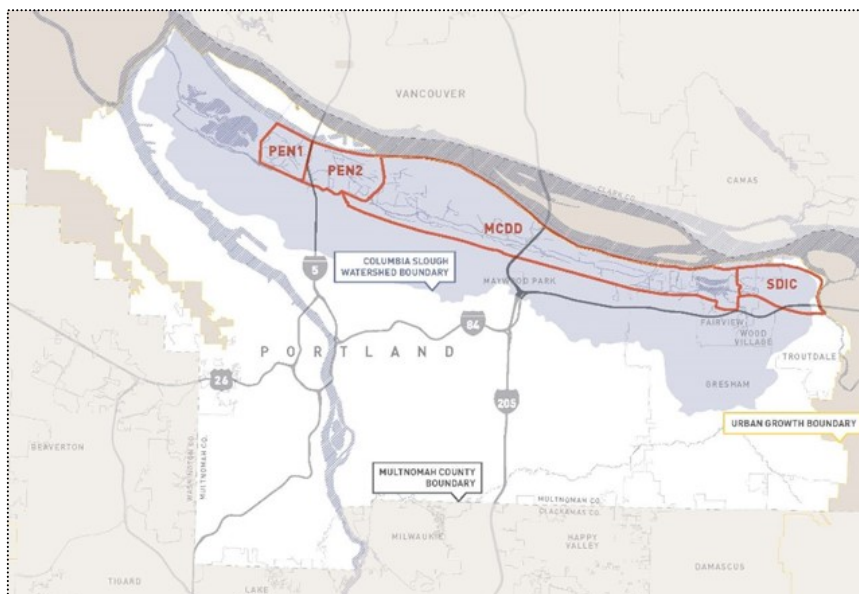 VANCOUVER
PEN1
PEN2
CLARK CO.
CAMAS
MCDD
COLUMBIA SLOUGH
WATERSHED BOUNDARY
5
MAYWOOD PARK
SDIC
FAIRVIEW
WOOD
VILLAGE
TROUTDALE
PORTLAND
84
26
GRESHAM
205
URBAN GROWTH BOUNDARY
BEAVERTON
WASHINGTON CO.
MULTNOMAH CO.
MULTNOMAH COUNTY
BOUNDARY
MULTNOMAH CO.
CLACKAMAS CO.
MILWAUKIE
HAPPY
VALLEY
DAMASCUS
TIGARD
LAKE